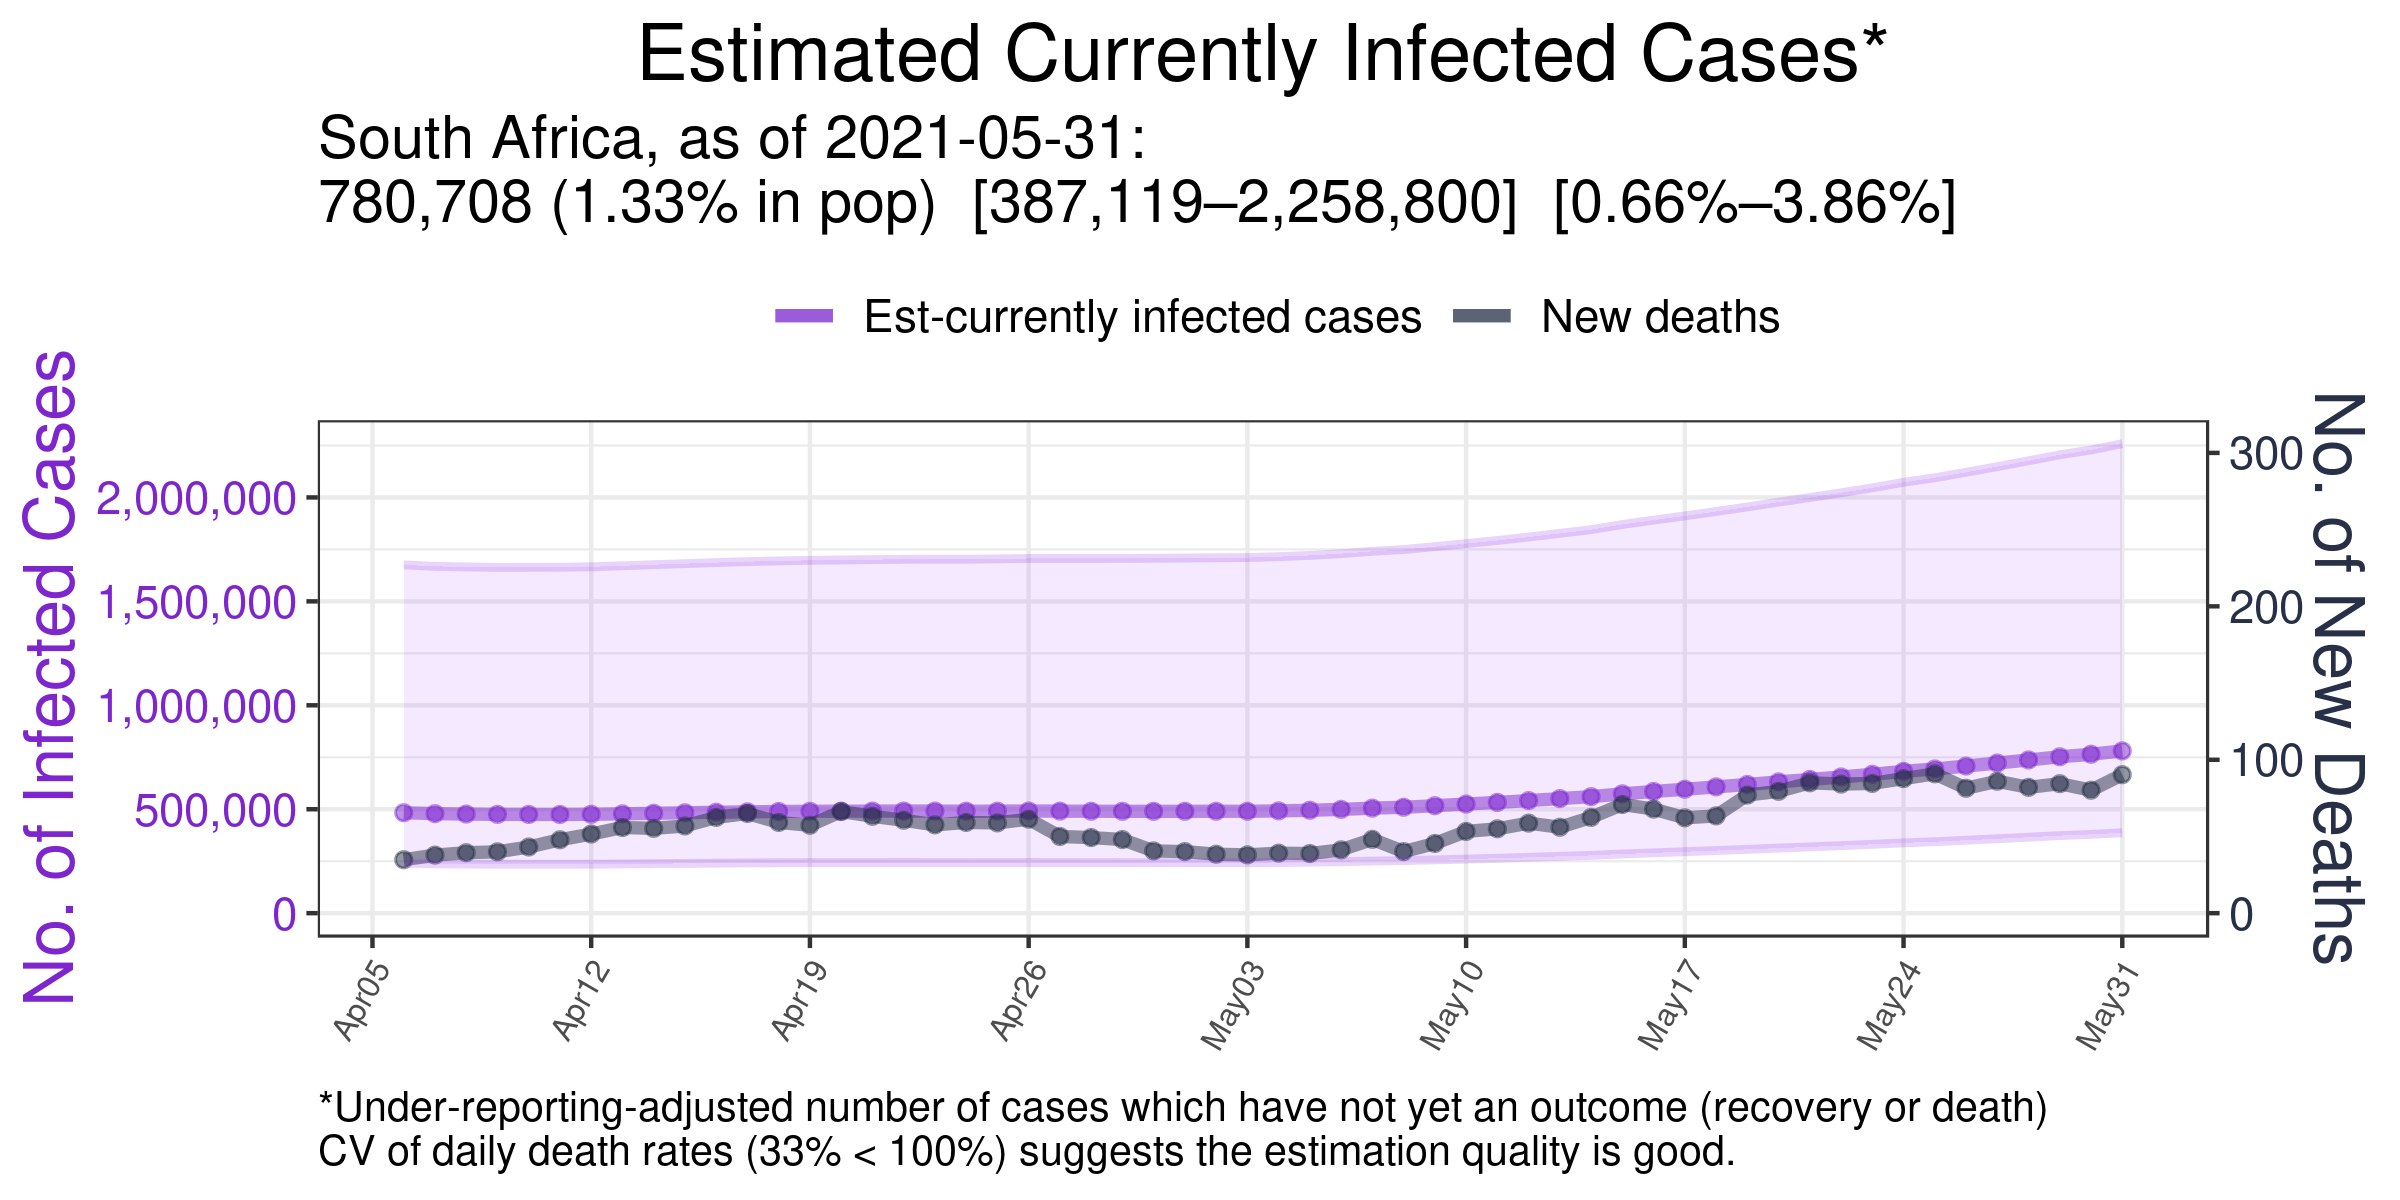 Estimated Currently Infected Cases*
South Africa, as of 2021-05-31:
780,708 (1.33% in pop)  [387,119–2,258,800]  [0.66%–3.86%]
Est-currently infected cases
New deaths
No. of Infected Cases
2,000,000
1,500,000
1,000,000
500,000
0
300
200
100
0
No. of New Deaths
Apr05
Apr12
Apr19
Apr26
May03
May10
May17
May24
May31
*Under-reporting-adjusted number of cases which have not yet an outcome (recovery or death)
CV of daily death rates (33% < 100%) suggests the estimation quality is good.